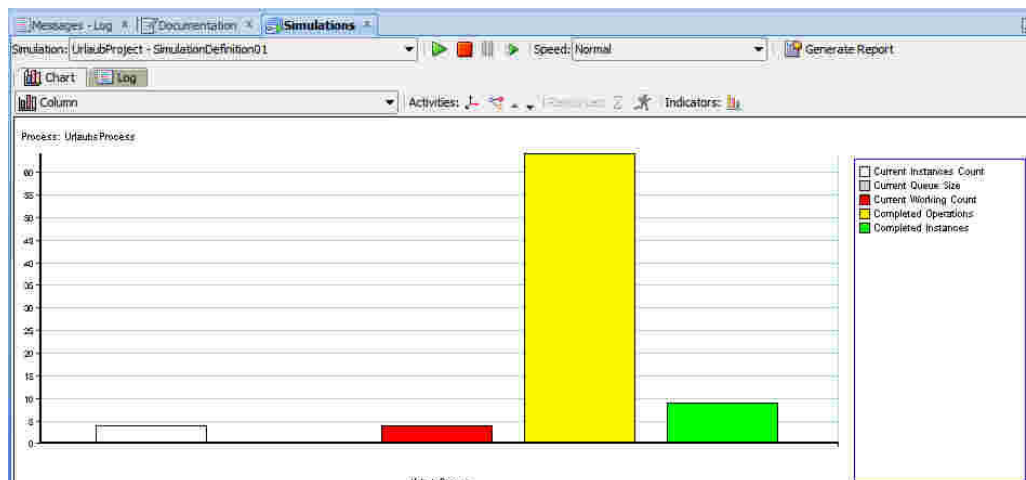 Messages - Log Documentation Simulations
Simulation: UrlaubProject - SimulationDefinition01 Speed: Normal Generate Report
Chart Log
Column Activities: Resources: Indicators:
Process: UrlaubsProcess
60
55
50
45
40
35
30
25
20
15
10
5
0
Current Instances Count
Current Queue Size
Current Working Count
Completed Operations
Completed Instances